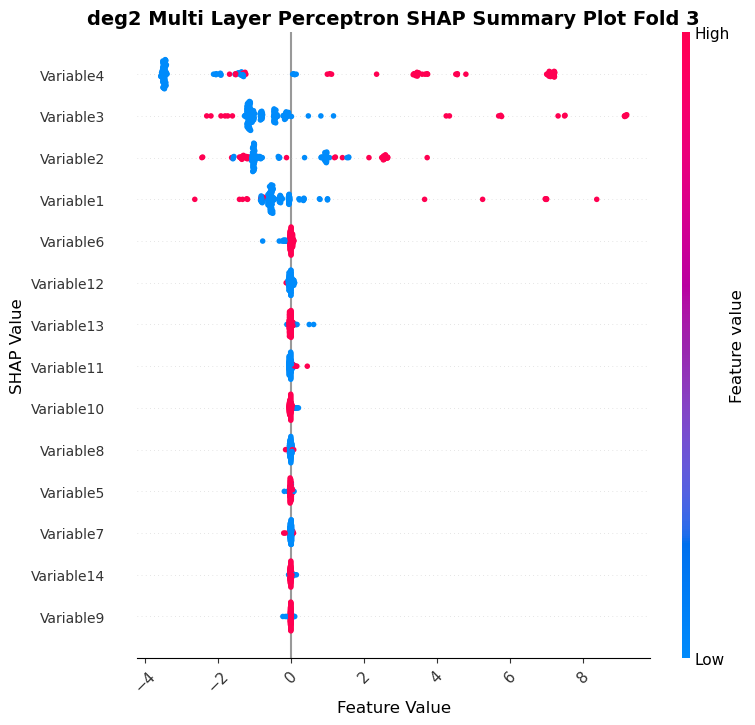 deg2 Multi Layer Perceptron SHAP Summary Plot Fold 3
High
Variable4
Variable3
Variable2
Variable1
Variable6
Variable12
Variable13
Variable11
Variable10
Variable8
Variable5
Variable7
Variable14
Variable9
SHAP Value
Feature value
Low
−4
−2
0
2
4
6
8
Feature Value